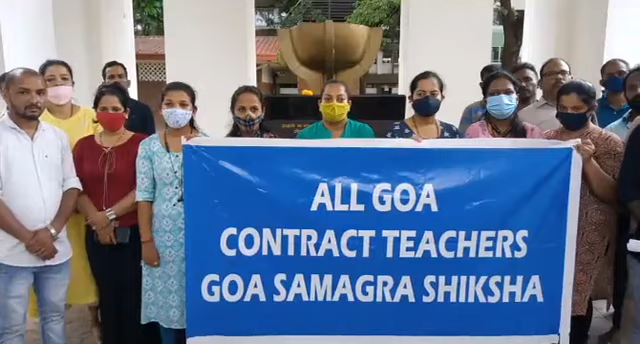 ALL GOA
CONTRACT TEACHERS
GOA SAMAGRA SHIKSHA